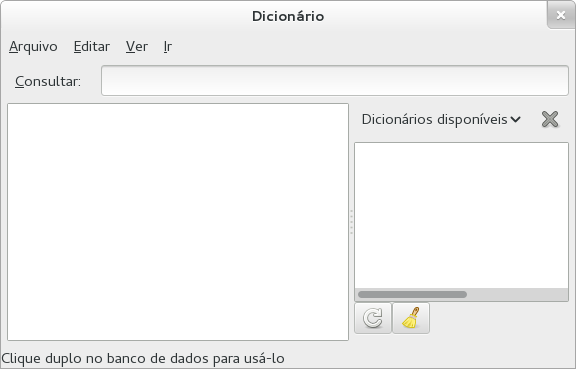 Dicionário
Arquivo Editar Ver Ir
Consultar:
Dicionários disponíveis
Clique duplo no banco de dados para usá-lo